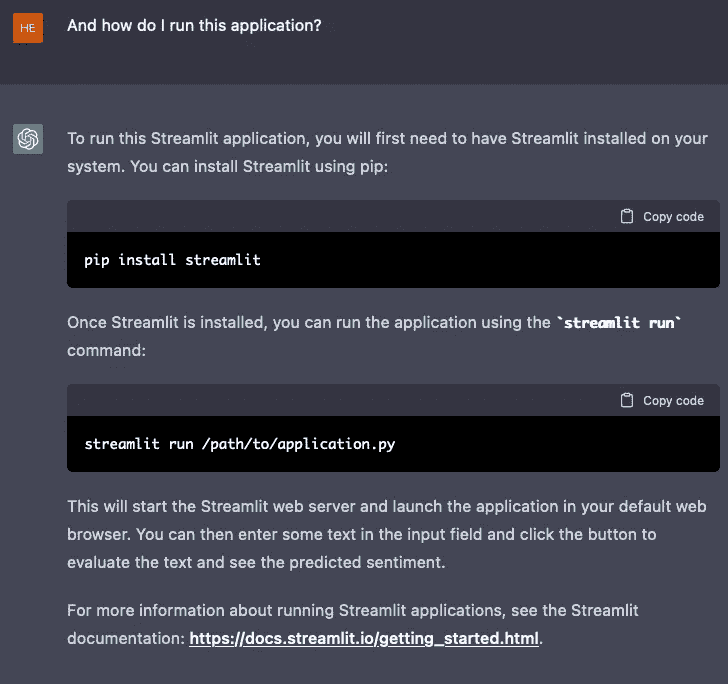 HE
And how do I run this application?
To run this Streamlit application, you will first need to have Streamlit installed on your
system. You can install Streamlit using pip:
Copy code
pip install streamlit
Once Streamlit is installed, you can run the application using the `streamlit run`
command:
Copy code
streamlit run /path/to/application.py
This will start the Streamlit web server and launch the application in your default web
browser. You can then enter some text in the input field and click the button to
evaluate the text and see the predicted sentiment.
For more information about running Streamlit applications, see the Streamlit
documentation: https://docs.streamlit.io/getting_started.html.